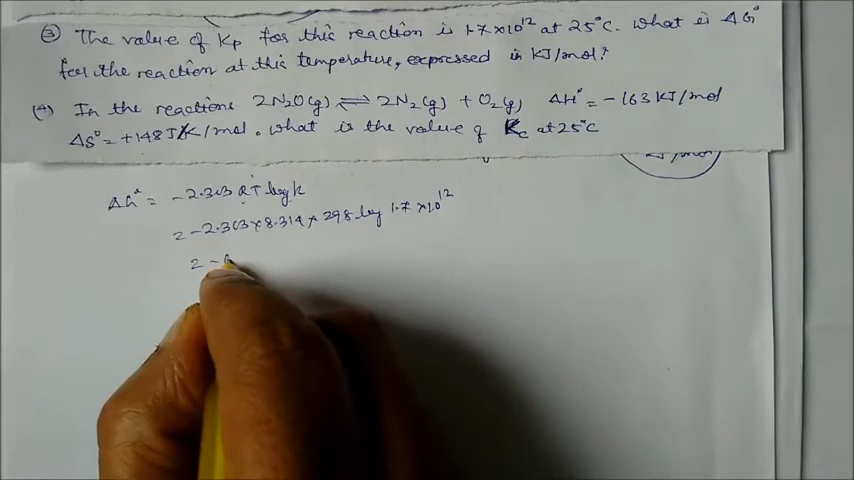 (3) The value of Kp for this reaction is 1.7×10¹² at 25°C. What is ΔG°
for the reaction at this temperature, expressed in KJ/mol?
(4) In the reactions 2N2O(g) ⇌ 2N2(g) + O2(g) ΔH° = -163 KJ/mol
ΔS° = +148 J/K/mol. What is the value of Kc at 25°C
KJ/mol
ΔG° = -2.303 RT log K
= -2.303×8.314×298 log 1.7×10¹²
= -